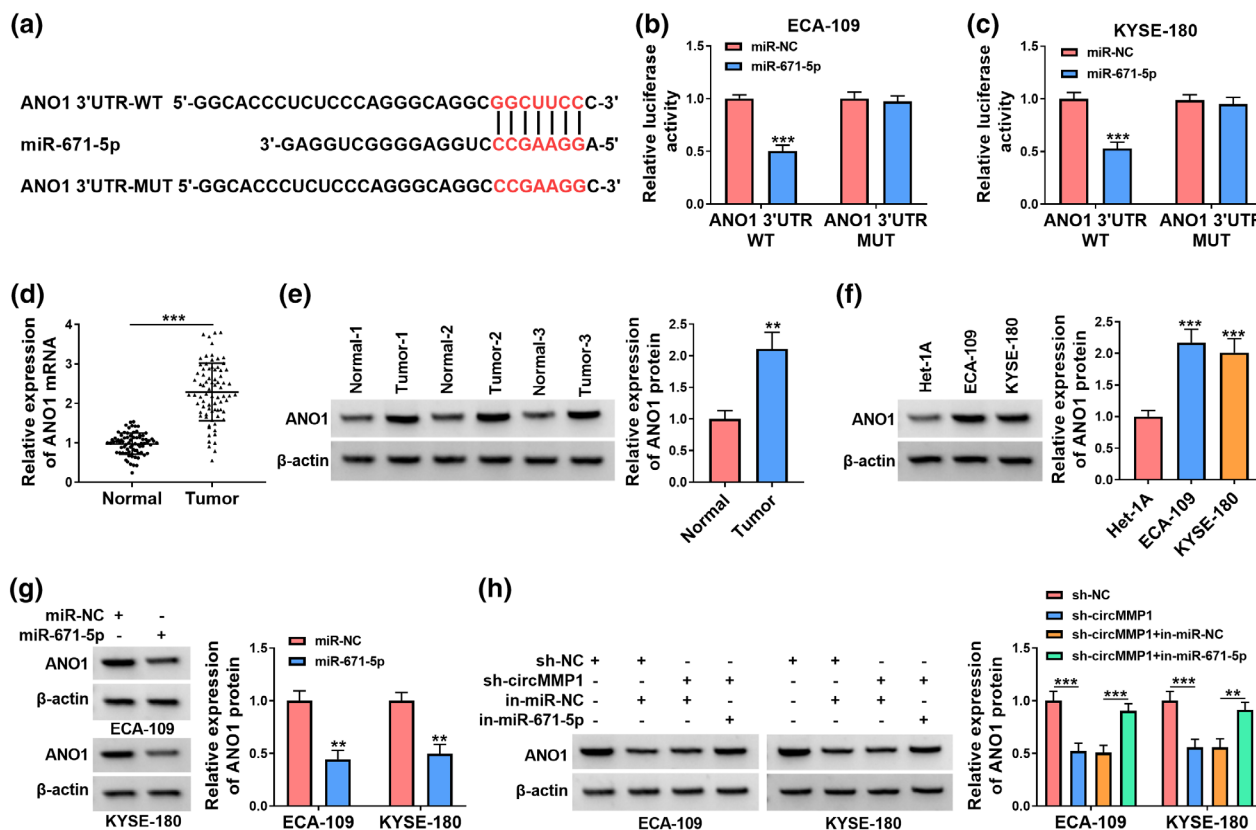 (a)
ANO1 3'UTR-WT 5'-GGCACCCUCUCCCAGGGCAGGCGGCUUCCC-3'
miR-671-5p 3'-GAGGUCGGGGAGGUCCCGAAGGA-5'
ANO1 3'UTR-MUT 5'-GGCACCCUCUCCCAGGGCAGGCCCGAAGGC-3'
(b)
ECA-109
miR-NC
miR-671-5p
Relative luciferase
activity
1.5
1.0
0.5
0.0
***
ANO1 3'UTR ANO1 3'UTR
WT MUT
(c)
KYSE-180
miR-NC
miR-671-5p
Relative luciferase
activity
1.5
1.0
0.5
0.0
***
ANO1 3'UTR ANO1 3'UTR
WT MUT
(d)
Relative expression
of ANO1 mRNA
4
3
2
1
0
***
Normal Tumor
(e)
Normal-1 Tumor-1 Normal-2 Tumor-2 Normal-3 Tumor-3
ANO1
β-actin
Relative expression
of ANO1 protein
2.5
2.0
1.5
1.0
0.5
0.0
**
Normal Tumor
(f)
Het-1A ECA-109 KYSE-180
ANO1
β-actin
Relative expression
of ANO1 protein
2.5
2.0
1.5
1.0
0.5
0.0
*** ***
Het-1A ECA-109 KYSE-180
(g)
miR-NC + -
miR-671-5p - +
ANO1
β-actin
ECA-109
ANO1
β-actin
KYSE-180
Relative expression
of ANO1 protein
1.5
1.0
0.5
0.0
miR-NC
miR-671-5p
** **
ECA-109 KYSE-180
(h)
sh-NC + + - - + + - -
sh-circMMP1 - - + + - - + +
in-miR-NC - + + - - + + -
in-miR-671-5p - - - + - - - +
ANO1
β-actin
ECA-109 KYSE-180
sh-NC
sh-circMMP1
sh-circMMP1+in-miR-NC
sh-circMMP1+in-miR-671-5p
Relative expression
of ANO1 protein
1.5
1.0
0.5
0.0
*** *** *** **
ECA-109 KYSE-180